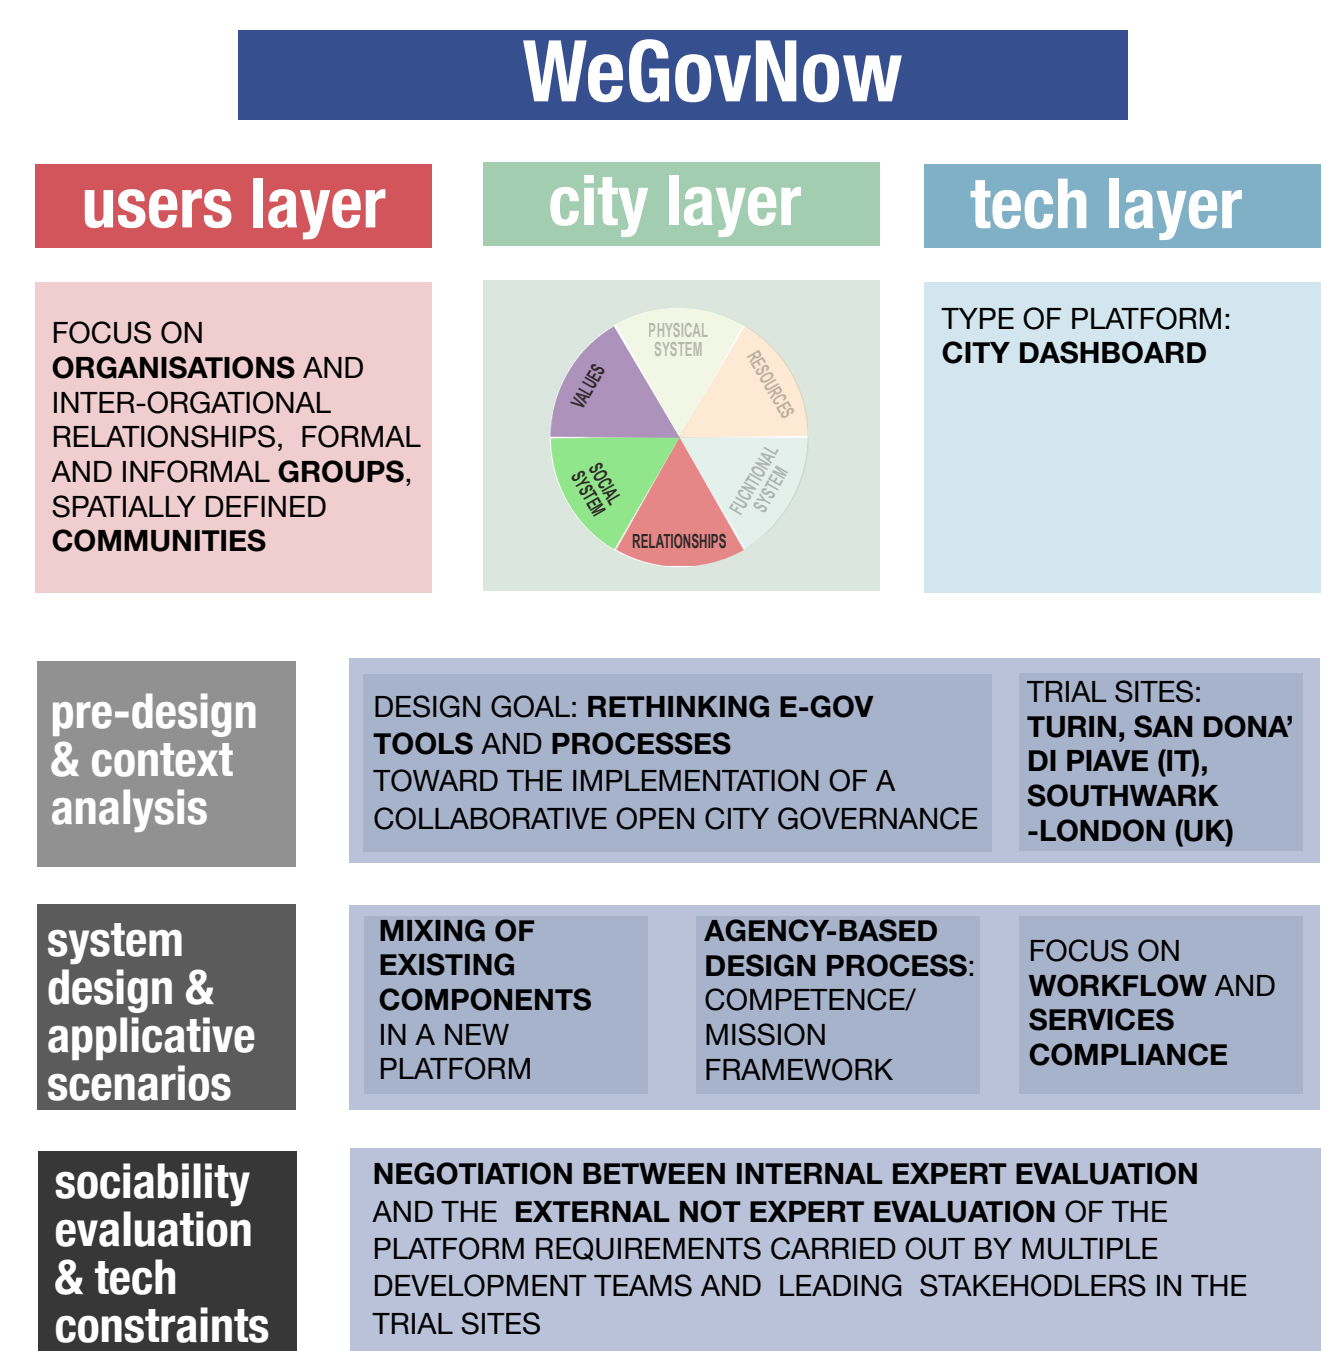 WeGovNow
users layer
city layer
tech layer
FOCUS ON
ORGANISATIONS AND
INTER-ORGATIONAL
RELATIONSHIPS, FORMAL
AND INFORMAL GROUPS,
SPATIALLY DEFINED
COMMUNITIES
PHYSICAL
SYSTEM
RESOURCES
FUCNTIONAL
SYSTEM
RELATIONSHIPS
SOCIAL
SYSTEM
VALUES
TYPE OF PLATFORM:
CITY DASHBOARD
pre-design
& context
analysis
DESIGN GOAL: RETHINKING E-GOV
TOOLS AND PROCESSES
TOWARD THE IMPLEMENTATION OF A
COLLABORATIVE OPEN CITY GOVERNANCE
TRIAL SITES:
TURIN, SAN DONA’
DI PIAVE (IT),
SOUTHWARK
-LONDON (UK)
system
design &
applicative
scenarios
MIXING OF
EXISTING
COMPONENTS
IN A NEW
PLATFORM
AGENCY-BASED
DESIGN PROCESS:
COMPETENCE/
MISSION
FRAMEWORK
FOCUS ON
WORKFLOW AND
SERVICES
COMPLIANCE
sociability
evaluation
& tech
constraints
NEGOTIATION BETWEEN INTERNAL EXPERT EVALUATION
AND THE EXTERNAL NOT EXPERT EVALUATION OF THE
PLATFORM REQUIREMENTS CARRIED OUT BY MULTIPLE
DEVELOPMENT TEAMS AND LEADING STAKEHODLERS IN THE
TRIAL SITES